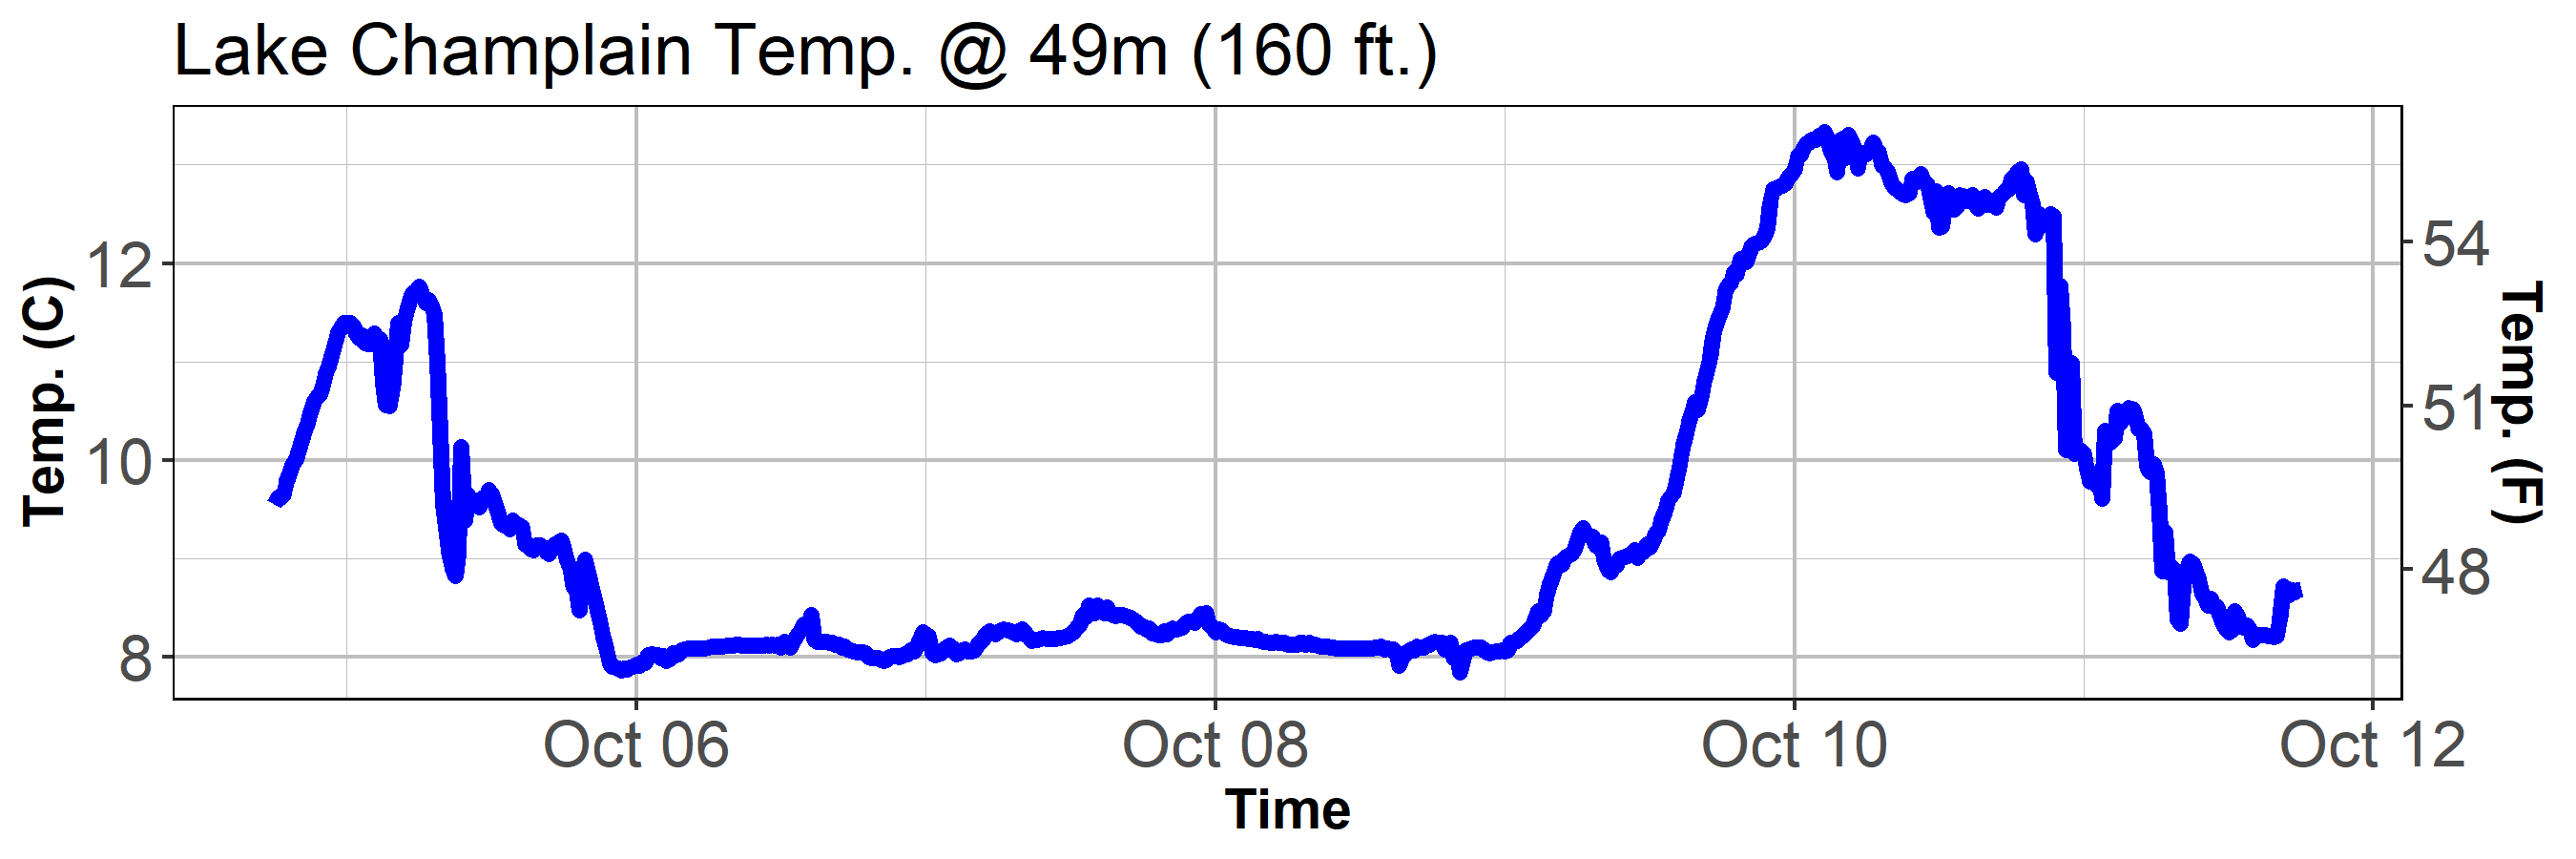 Lake Champlain Temp. @ 49m (160 ft.)
Temp. (C)
12
10
8
54
51
48
Temp. (F)
Oct 06
Oct 08
Oct 10
Oct 12
Time